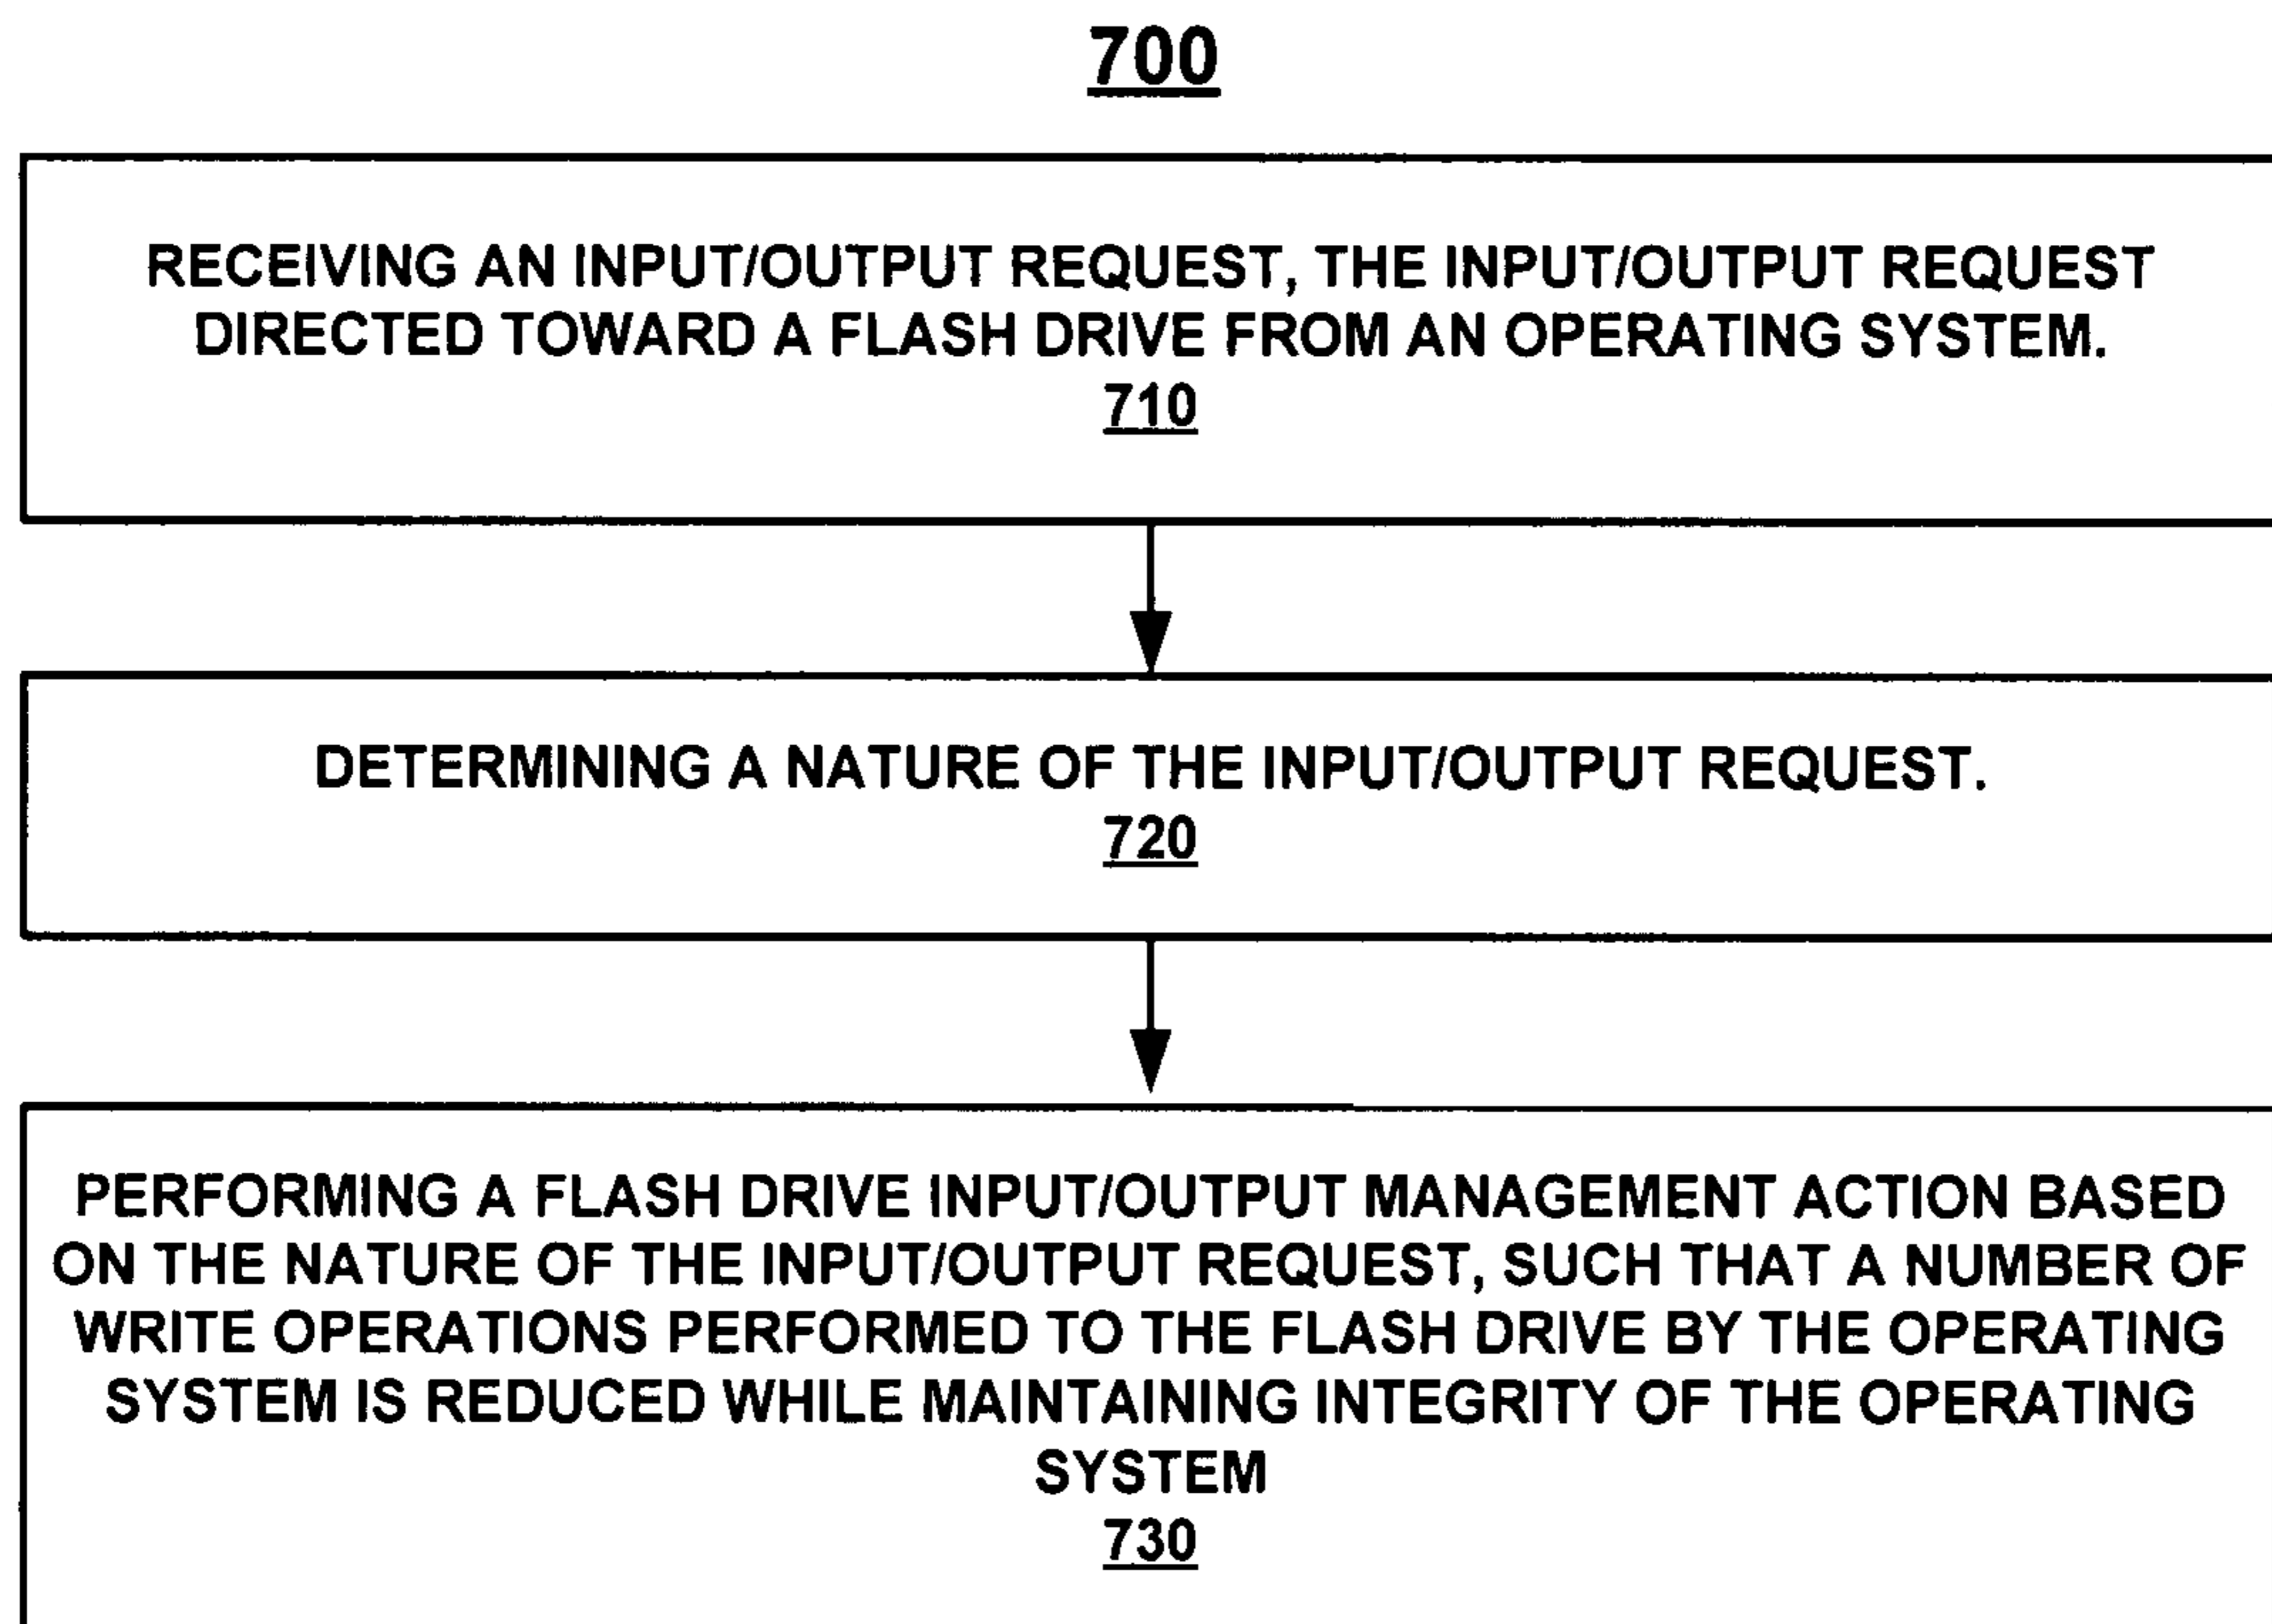 700
RECEIVING AN INPUT/OUTPUT REQUEST, THE INPUT/OUTPUT REQUEST
DIRECTED TOWARD A FLASH DRIVE FROM AN OPERATING SYSTEM.
710
DETERMINING A NATURE OF THE INPUT/OUTPUT REQUEST.
720
PERFORMING A FLASH DRIVE INPUT/OUTPUT MANAGEMENT ACTION BASED
ON THE NATURE OF THE INPUT/OUTPUT REQUEST, SUCH THAT A NUMBER OF
WRITE OPERATIONS PERFORMED TO THE FLASH DRIVE BY THE OPERATING
SYSTEM IS REDUCED WHILE MAINTAINING INTEGRITY OF THE OPERATING
SYSTEM
730